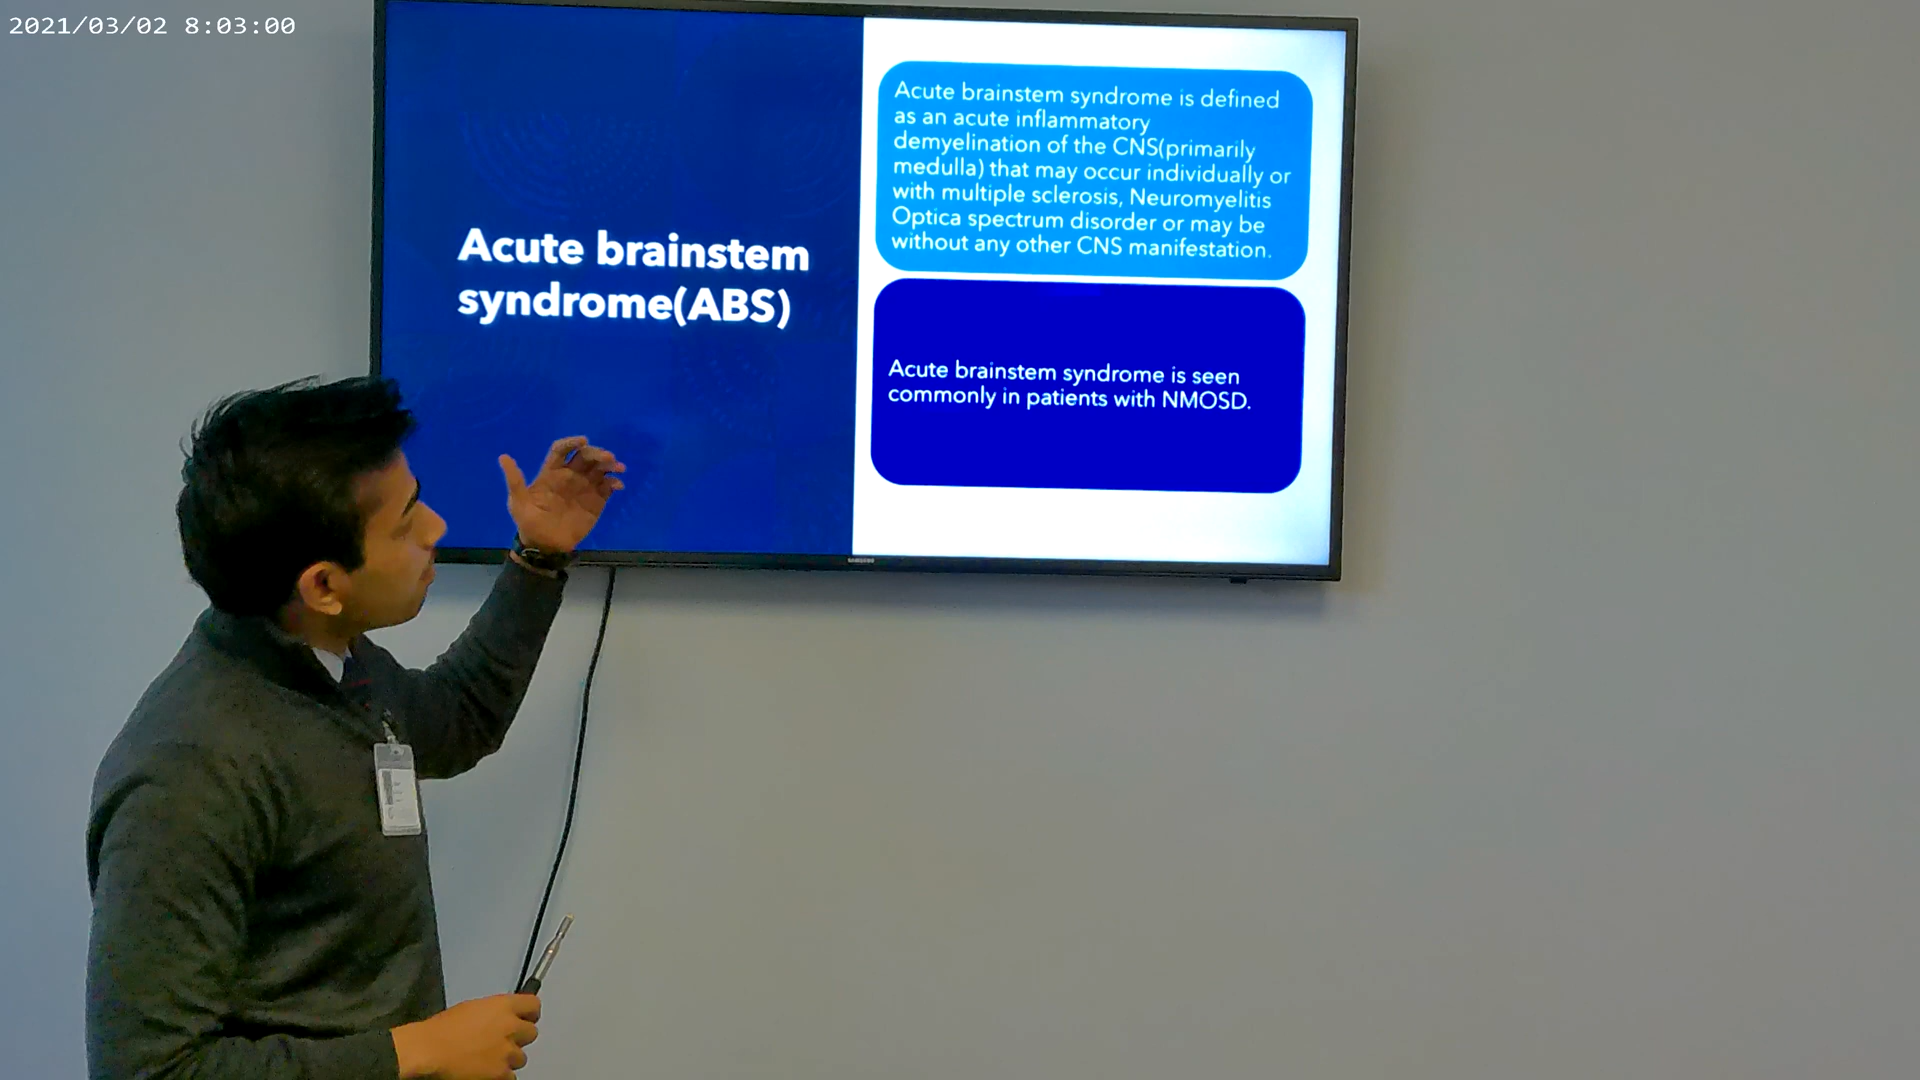 2021/03/02 8:03:00
Acute brainstem
syndrome(ABS)
Acute brainstem syndrome is defined
as an acute inflammatory
demyelination of the CNS(primarily
medulla) that may occur individually or
with multiple sclerosis, Neuromyelitis
Optica spectrum disorder or may be
without any other CNS manifestation.
Acute brainstem syndrome is seen
commonly in patients with NMOSD.
SAMSUNG